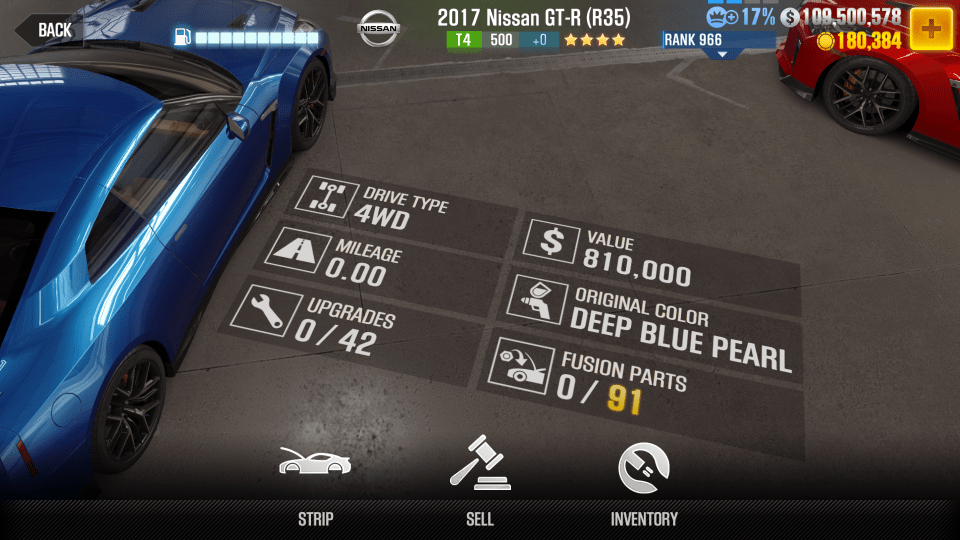 BACK
NISSAN
2017 Nissan GT-R (R35)
T4 500 +0
17%
RANK 966
$ 109,500,578
180,384
DRIVE TYPE
4WD
MILEAGE
0.00
UPGRADES
0 / 42
$
VALUE
810,000
ORIGINAL COLOR
DEEP BLUE PEARL
FUSION PARTS
0 / 91
STRIP
SELL
INVENTORY